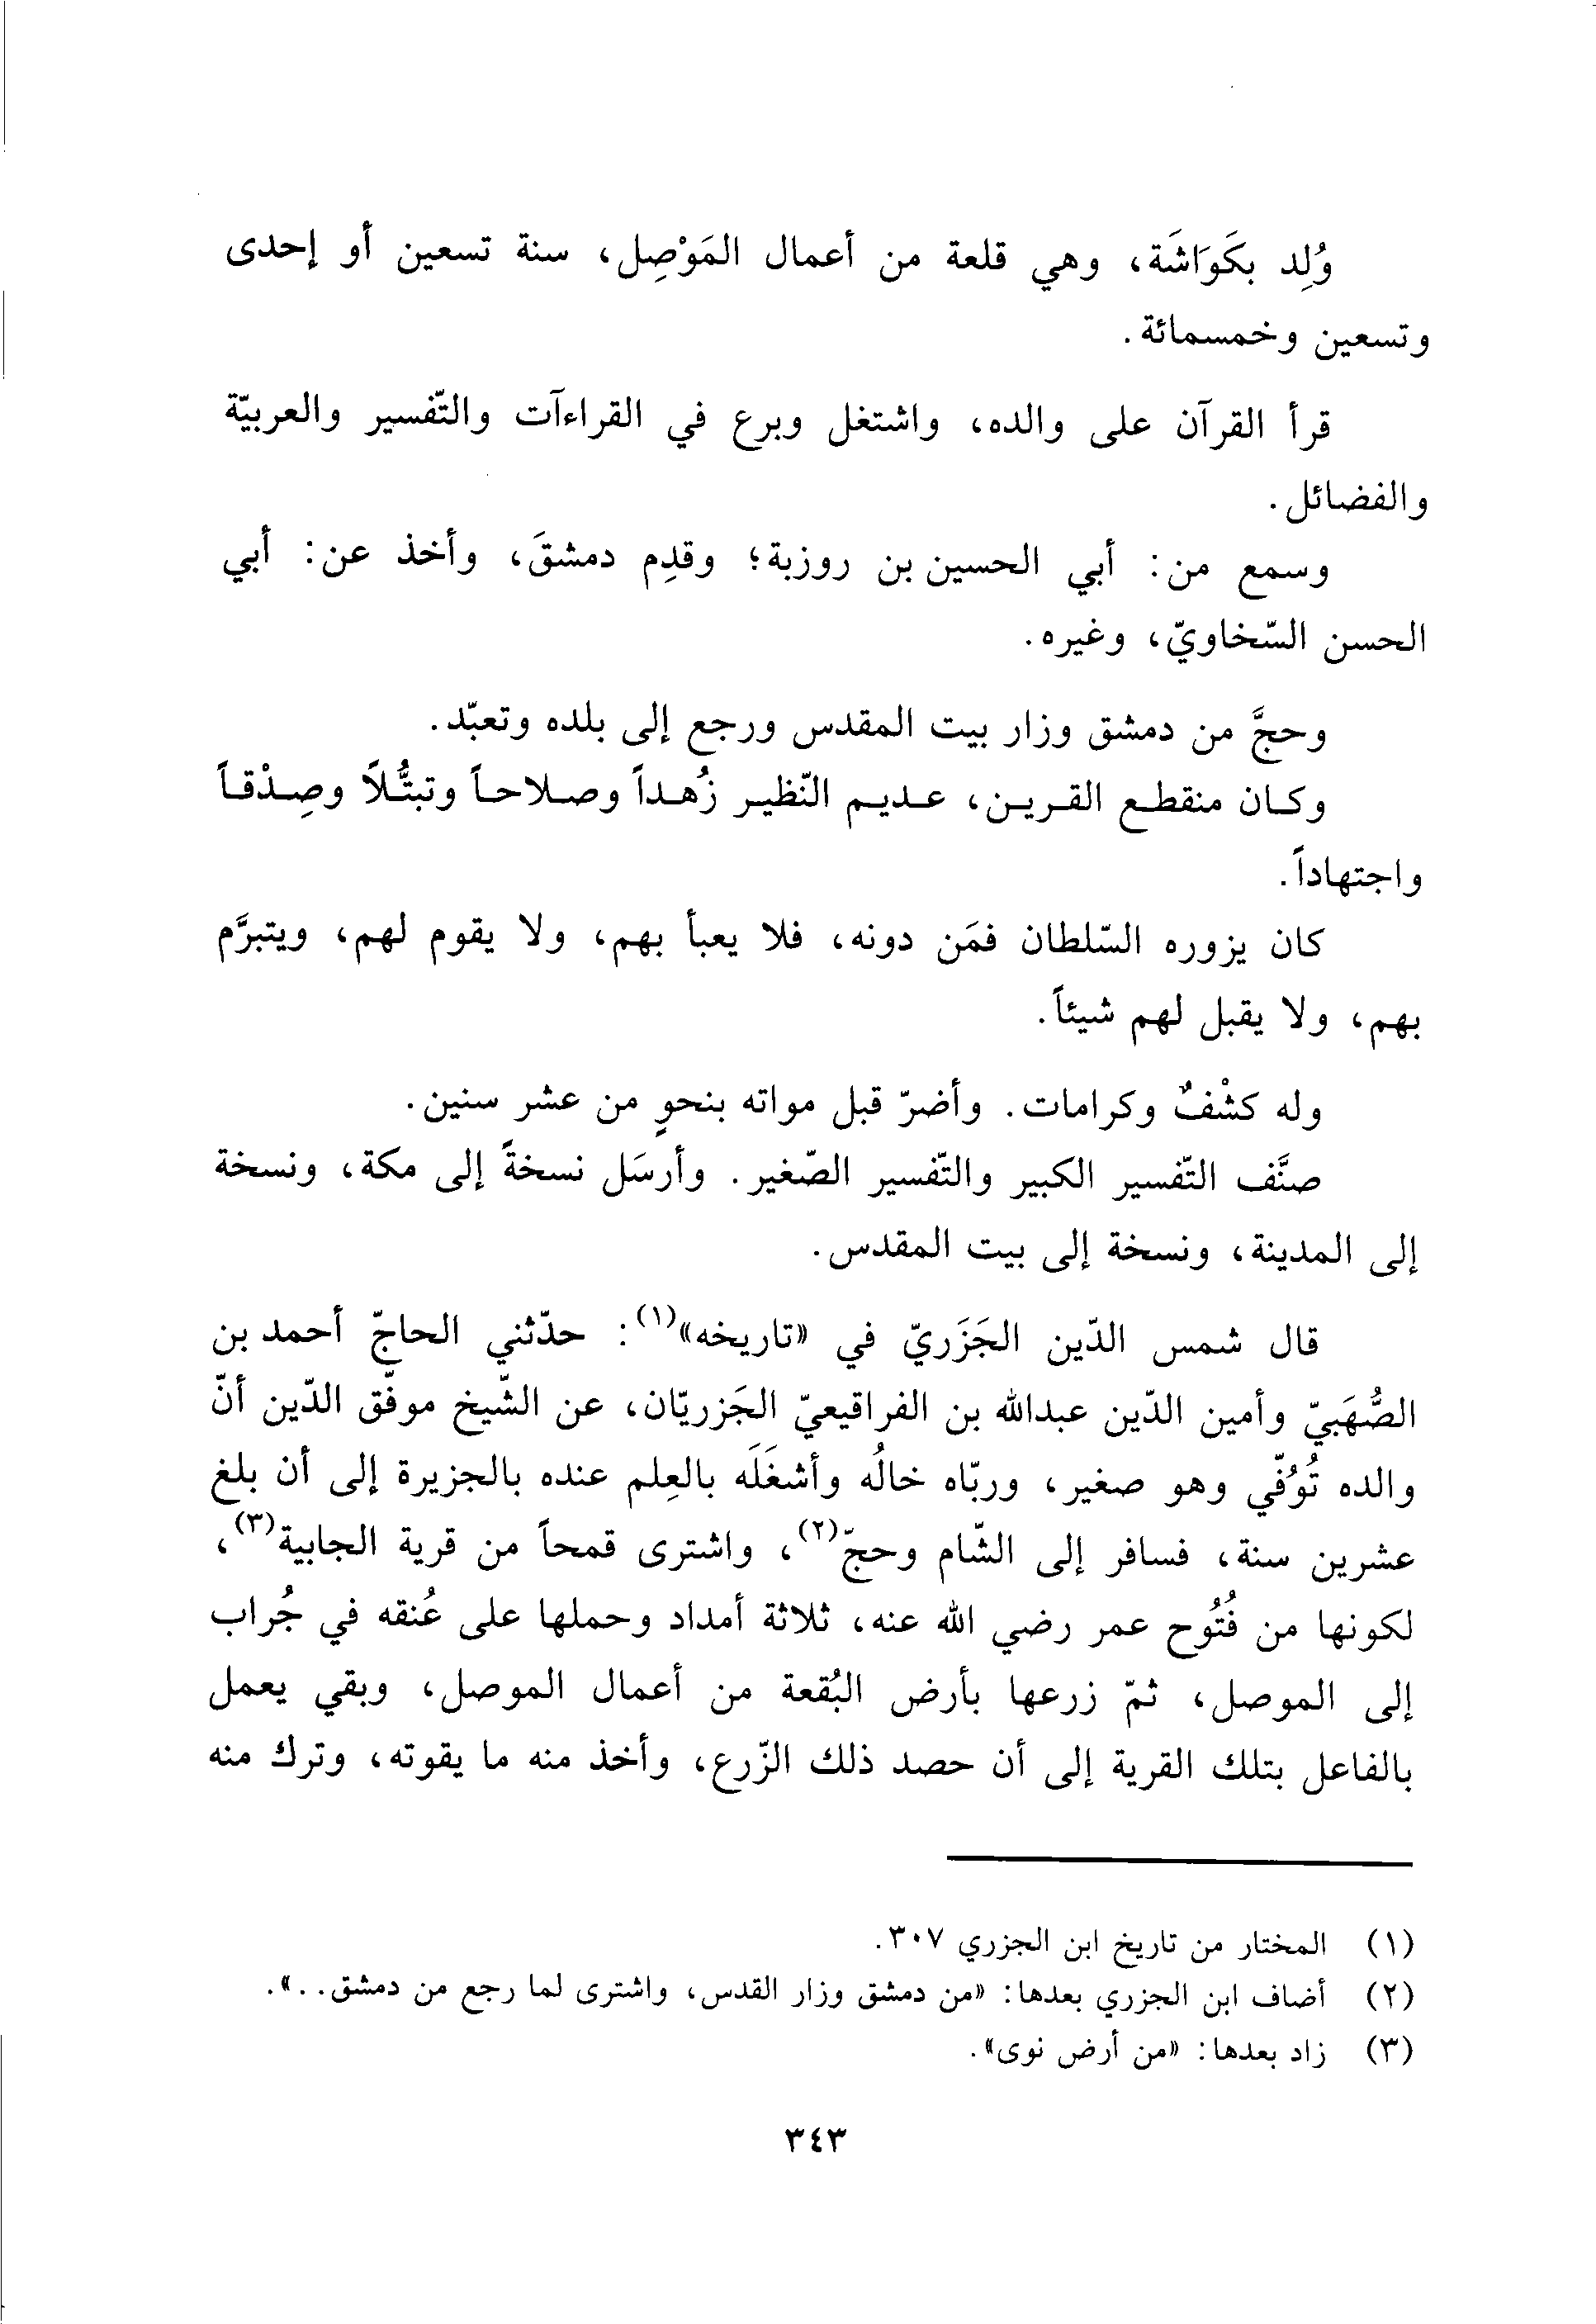 وُلِد بكَوَاشَة، وهي قلعة من أعمال المَوْصِل، سنة تسعين أو إحدى
وتسعين وخمسمائة.
قرأ القرآن على والده، واشتغل وبرع في القراءآت والتّفسير والعربيّة
والفضائل.
وسمع من: أبي الحسين بن روزبة؛ وقدِم دمشقَ، وأخذ عن: أبي
الحسن السّخاويّ، وغيره.
وحجَّ من دمشق وزار بيت المقدس ورجع إلى بلده وتعبّد.
وكان منقطع القرين، عديم النّظير زُهداً وصلاحاً وتبتُّلاً وصِدْقاً
واجتهاداً.
كان يزوره السّلطان فمَن دونه، فلا يعبأ بهم، ولا يقوم لهم، ويتبرَّم
بهم، ولا يقبل لهم شيئاً.
وله كشْفٌ وكرامات. وأضرّ قبل مواته بنحوٍ من عشر سنين.
صنَّف التّفسير الكبير والتّفسير الصّغير. وأرسَل نسخةً إلى مكة، ونسخة
إلى المدينة، ونسخة إلى بيت المقدس.
قال شمس الدّين الجَزَريّ في «تاريخه»(١): حدّثني الحاجّ أحمد بن
الصُّهَبيّ وأمين الدّين عبدالله بن الفراقيعيّ الجَزريّان، عن الشّيخ موفّق الدّين أنّ
والده تُوُفّي وهو صغير، وربّاه خالُه وأشغَلَه بالعِلم عنده بالجزيرة إلى أن بلغ
عشرين سنة، فسافر إلى الشّام وحجّ(٢)، واشترى قمحاً من قرية الجابية(٣)،
لكونها من فُتُوح عمر رضي الله عنه، ثلاثة أمداد وحملها على عُنقه في جُراب
إلى الموصل، ثمّ زرعها بأرض البُقعة من أعمال الموصل، وبقي يعمل
بالفاعل بتلك القرية إلى أن حصد ذلك الزّرع، وأخذ منه ما يقوته، وترك منه
(١) المختار من تاريخ ابن الجزري ٣٠٧.
(٢) أضاف ابن الجزري بعدها: «من دمشق وزار القدس، واشترى لما رجع من دمشق..».
(٣) زاد بعدها: «من أرض نوى».
٣٤٣